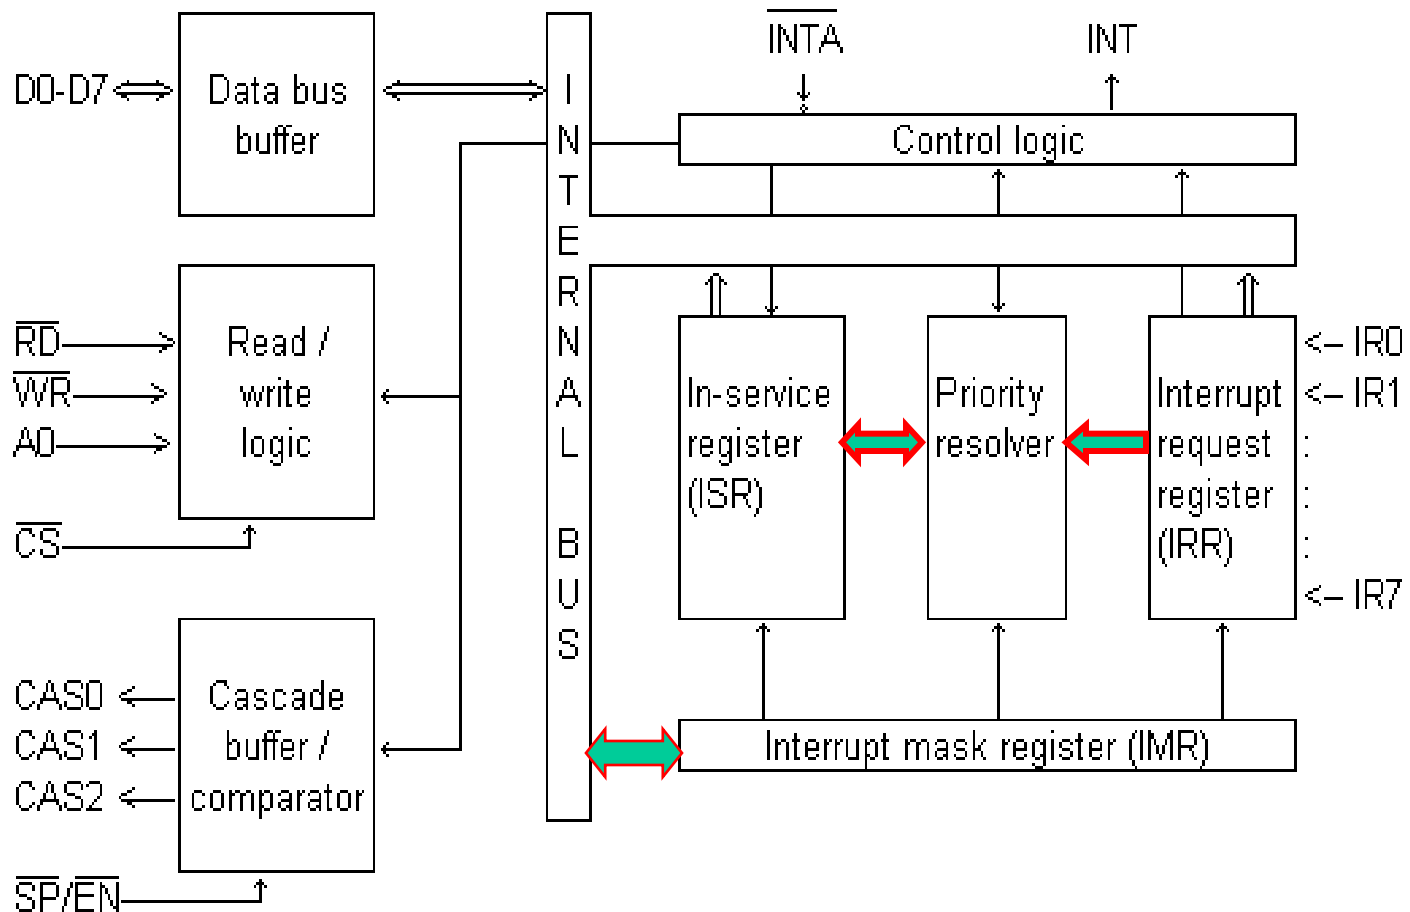 D0-D7
Data bus
buffer
INTERNAL BUS
INTA
INT
Control logic
RD
WR
A0
CS
Read /
write
logic
In-service
register
(ISR)
Priority
resolver
Interrupt
request
register
(IRR)
IR0
IR1
:
:
:
IR7
CAS0
CAS1
CAS2
SP/EN
Cascade
buffer /
comparator
Interrupt mask register (IMR)